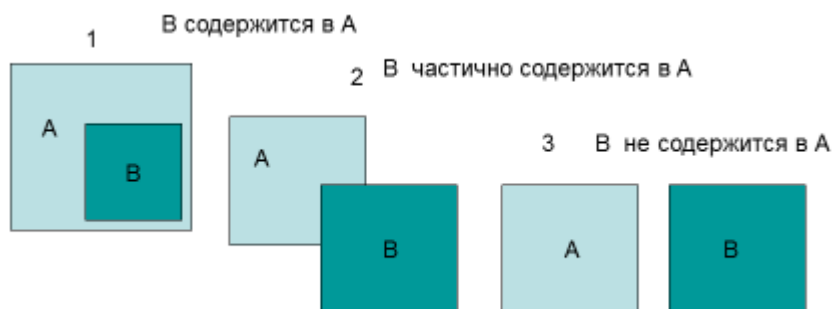 1
В содержится в А
2
В частично содержится в А
3
В не содержится в А
А
В
А
В
А
В